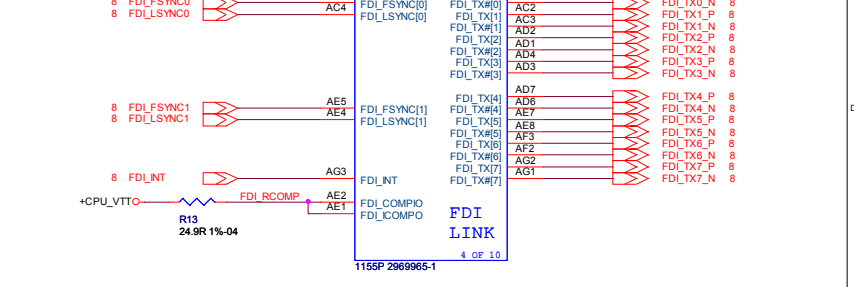 8 FDI_FSYNC0 FDI_FSYNC[0] FDI_TX#[0] FDI_TX0_N 8
8 FDI_LSYNC0 AC4 FDI_LSYNC[0] FDI_TX[1] AC2 FDI_TX1_P 8
FDI_TX#[1] AC3 FDI_TX1_N 8
FDI_TX[2] AD2 FDI_TX2_P 8
FDI_TX#[2] AD1 FDI_TX2_N 8
FDI_TX[3] AD4 FDI_TX3_P 8
FDI_TX#[3] AD3 FDI_TX3_N 8
FDI_TX[4] AD7 FDI_TX4_P 8
8 FDI_FSYNC1 AE5 FDI_FSYNC[1] FDI_TX#[4] AD6 FDI_TX4_N 8
8 FDI_LSYNC1 AE4 FDI_LSYNC[1] FDI_TX[5] AE7 FDI_TX5_P 8
FDI_TX#[5] AE8 FDI_TX5_N 8
FDI_TX[6] AF3 FDI_TX6_P 8
FDI_TX#[6] AF2 FDI_TX6_N 8
FDI_TX[7] AG2 FDI_TX7_P 8
8 FDI_INT AG3 FDI_INT FDI_TX#[7] AG1 FDI_TX7_N 8
+CPU_VTT FDI_RCOMP AE2 FDI_COMPIO
AE1 FDI_ICOMPO
R13
24.9R 1%-04
FDI
LINK
4 OF 10
1155P 2969965-1